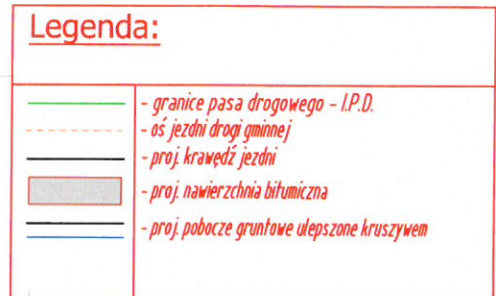 Legenda:
- granice pasa drogowego - I.P.D.
- oś jezdni drogi gminnej
- proj. krawędź jezdni
- proj. nawierzchnia bitumiczna
- proj. pobocze gruntowe ulepszone kruszywem